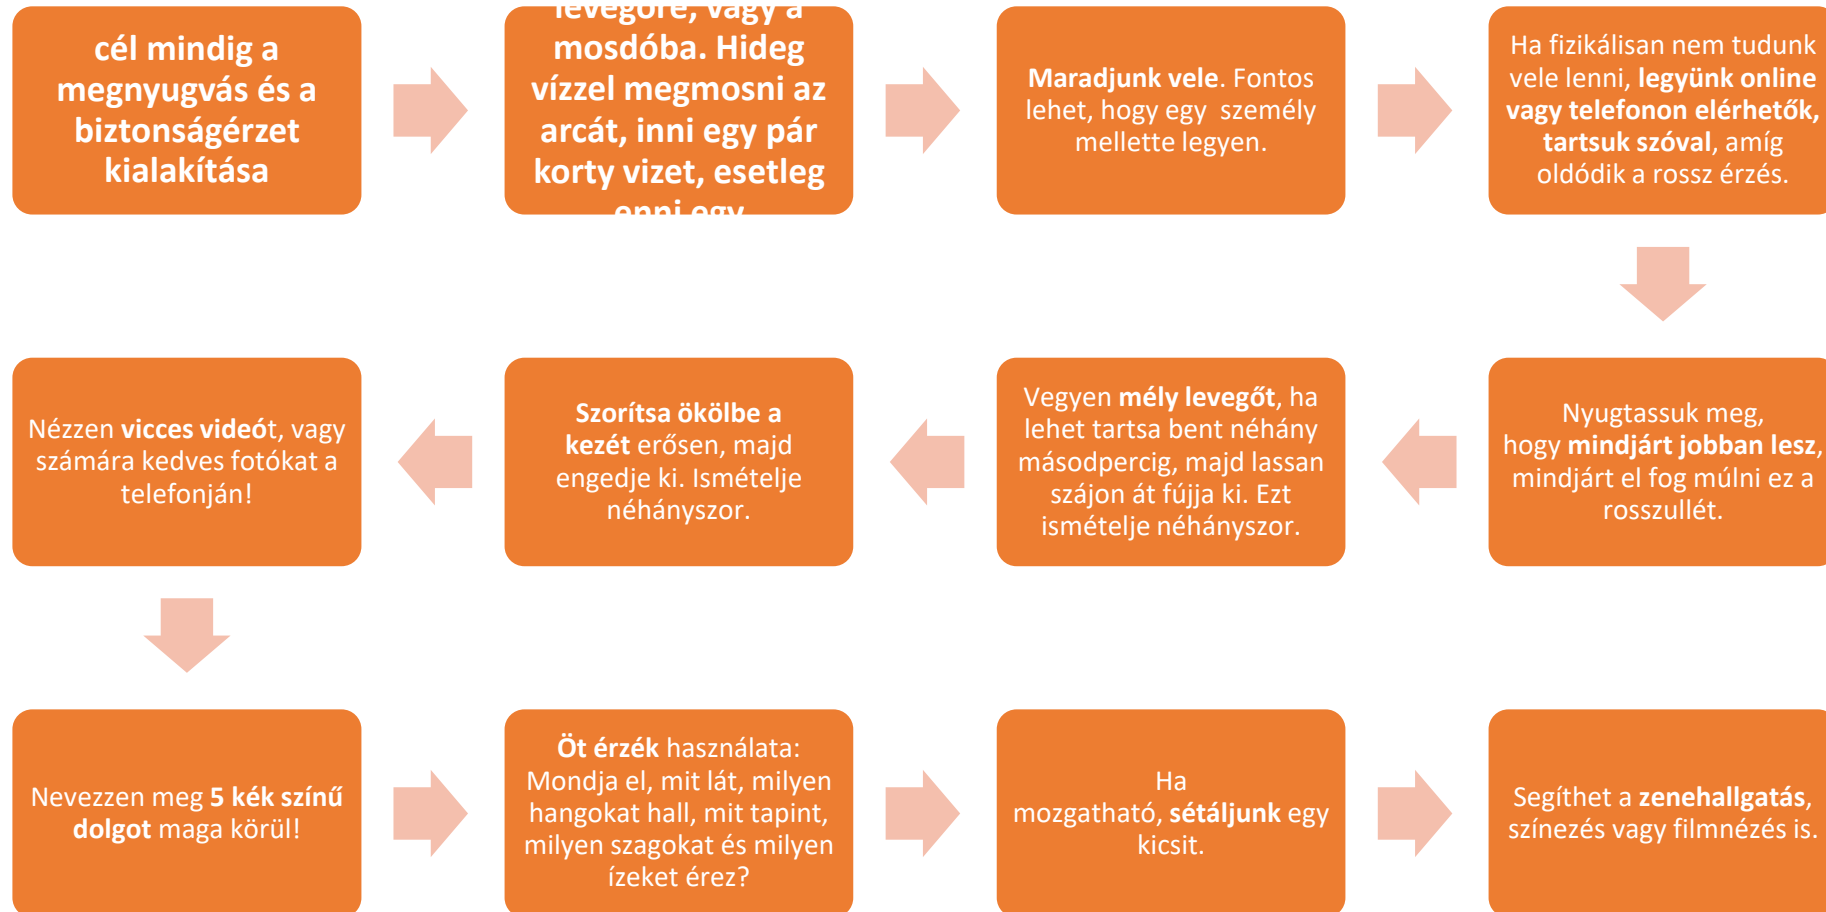 cél mindig a
megnyugvás és a
biztonságérzet
kialakítása
levegőre, vagy a
mosdóba. Hideg
vízzel megmosni az
arcát, inni egy pár
korty vizet, esetleg
enni egy
Maradjunk vele. Fontos
lehet, hogy egy személy
mellette legyen.
Ha fizikálisan nem tudunk
vele lenni, legyünk online
vagy telefonon elérhetők,
tartsuk szóval, amíg
oldódik a rossz érzés.
Nyugtassuk meg,
hogy mindjárt jobban lesz,
mindjárt el fog múlni ez a
rosszullét.
Vegyen mély levegőt, ha
lehet tartsa bent néhány
másodpercig, majd lassan
szájon át fújja ki. Ezt
ismételje néhányszor.
Szorítsa ökölbe a
kezét erősen, majd
engedje ki. Ismételje
néhányszor.
Nézzen vicces videót, vagy
számára kedves fotókat a
telefonján!
Nevezzen meg 5 kék színű
dolgot maga körül!
Öt érzék használata:
Mondja el, mit lát, milyen
hangokat hall, mit tapint,
milyen szagokat és milyen
ízeket érez?
Ha
mozgatható, sétáljunk egy
kicsit.
Segíthet a zenehallgatás,
színezés vagy filmnézés is.